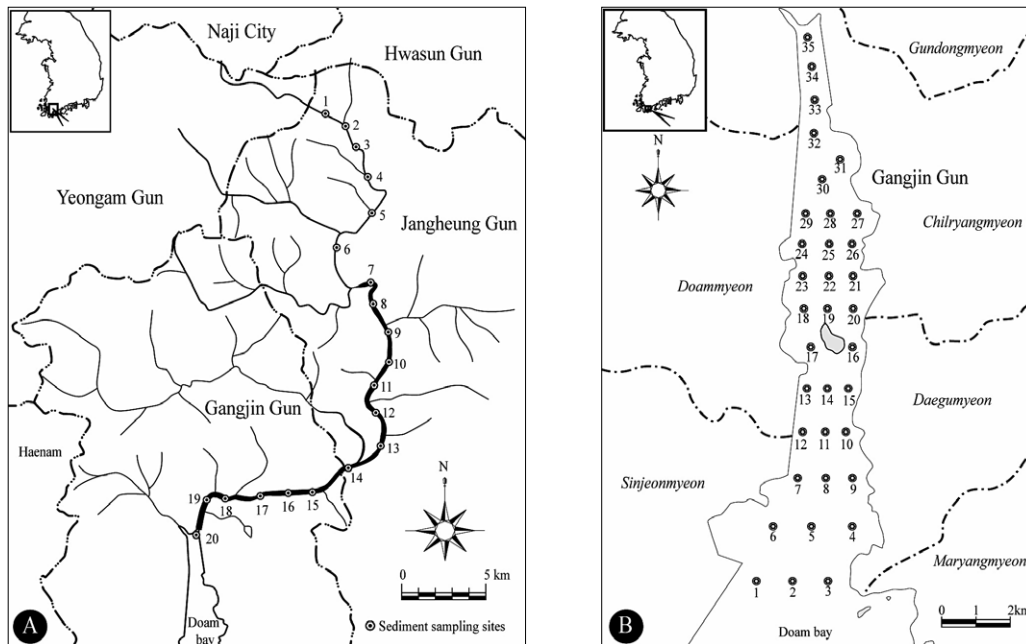 Naji City
Hwasun Gun
1
2
3
4
Yeongam Gun
5
Jangheung Gun
6
7
8
9
10
11
Gangjin Gun
12
13
Haenam
14
N
19
18
17
16
15
20
0 5 km
Doam
bay
A
Sediment sampling sites
35
Gundongmyeon
34
33
32
N
31
Gangjin Gun
30
29 28 27
Chilryangmyeon
24 25 26
Doammyeon
23 22 21
18 19 20
17 16
13 14 15
Daegumyeon
12 11 10
Sinjeonmyeon
7 8 9
6 5 4
Maryangmyeon
1 2 3
0 1 2km
B
Doam bay